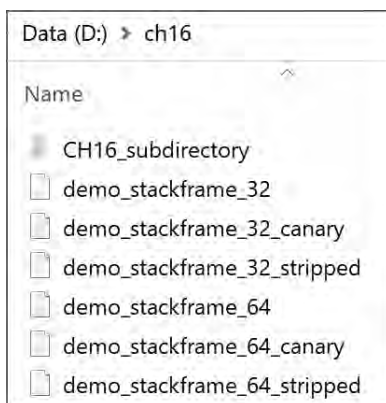 Data (D:) > ch16
Name
CH16_subdirectory
demo_stackframe_32
demo_stackframe_32_canary
demo_stackframe_32_stripped
demo_stackframe_64
demo_stackframe_64_canary
demo_stackframe_64_stripped